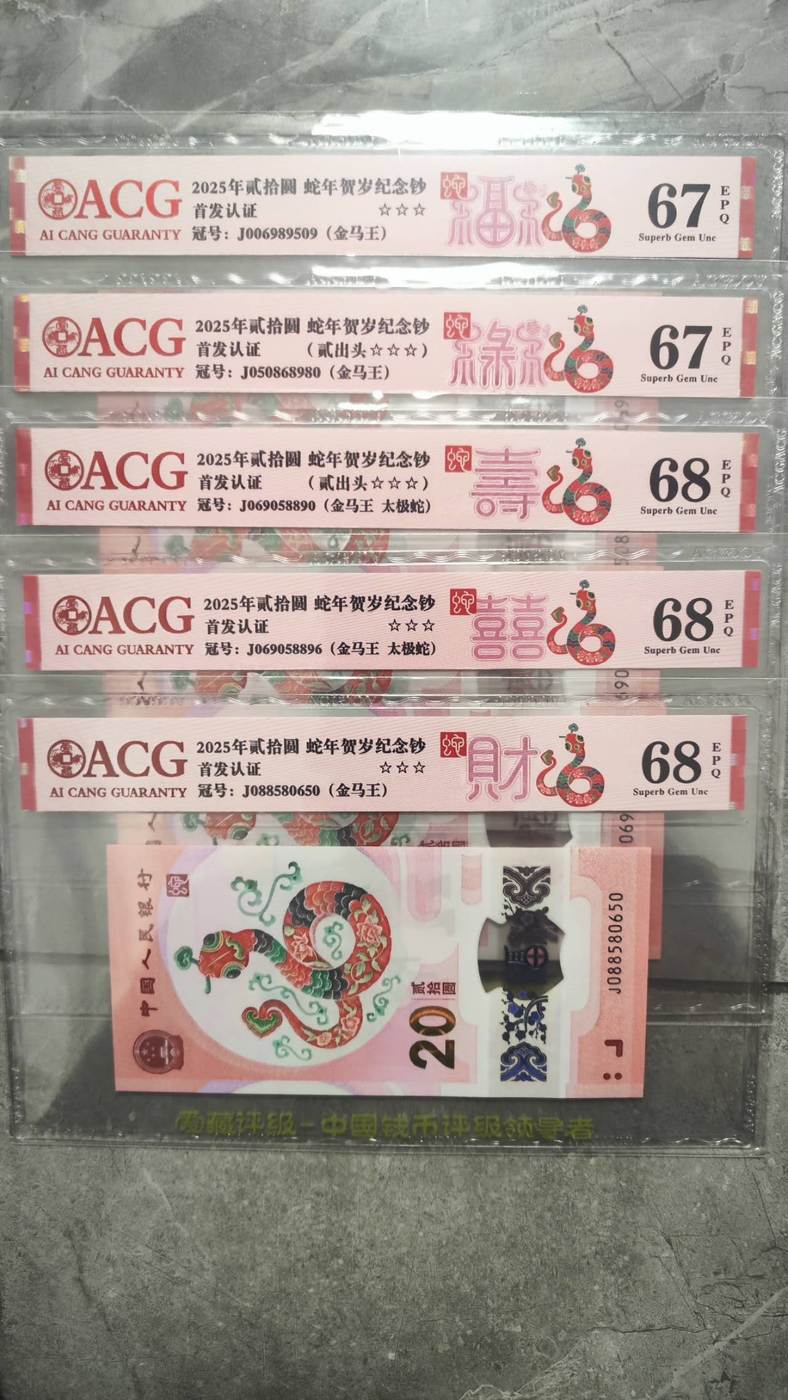 ACG
AI CANG GUARANTY
2025年贰拾圆 蛇年贺岁纪念钞
首发认证 ☆☆☆
冠号：J006989509（金马王）
福禄
67
EPQ
Superb Gem Unc
ACG
AI CANG GUARANTY
2025年贰拾圆 蛇年贺岁纪念钞
首发认证 （贰出头☆☆☆）
冠号：J050868980（金马王）
67
EPQ
Superb Gem Unc
ACG
AI CANG GUARANTY
2025年贰拾圆 蛇年贺岁纪念钞
首发认证 （贰出头☆☆☆）
冠号：J069058890（金马王 太极蛇）
壽
68
EPQ
Superb Gem Unc
ACG
AI CANG GUARANTY
2025年贰拾圆 蛇年贺岁纪念钞
首发认证 ☆☆☆
冠号：J069058896（金马王 太极蛇）
囍
68
EPQ
Superb Gem Unc
ACG
AI CANG GUARANTY
2025年贰拾圆 蛇年贺岁纪念钞
首发认证 ☆☆☆
冠号：J088580650（金马王）
財
68
EPQ
Superb Gem Unc
中国人民银行
贰拾圆
20
J088580650
爱藏评级-中国钱币评级领导者